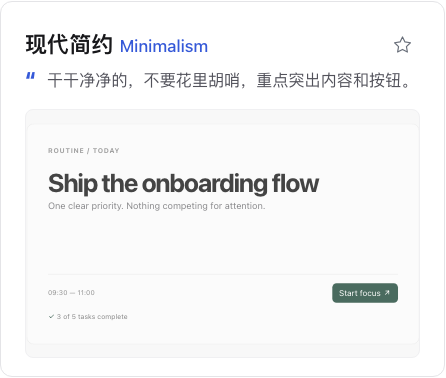 现代简约 Minimalism
“ 干干净净的，不要花里胡哨，重点突出内容和按钮。
ROUTINE / TODAY
Ship the onboarding flow
One clear priority. Nothing competing for attention.
09:30 — 11:00
Start focus ↗
✓ 3 of 5 tasks complete